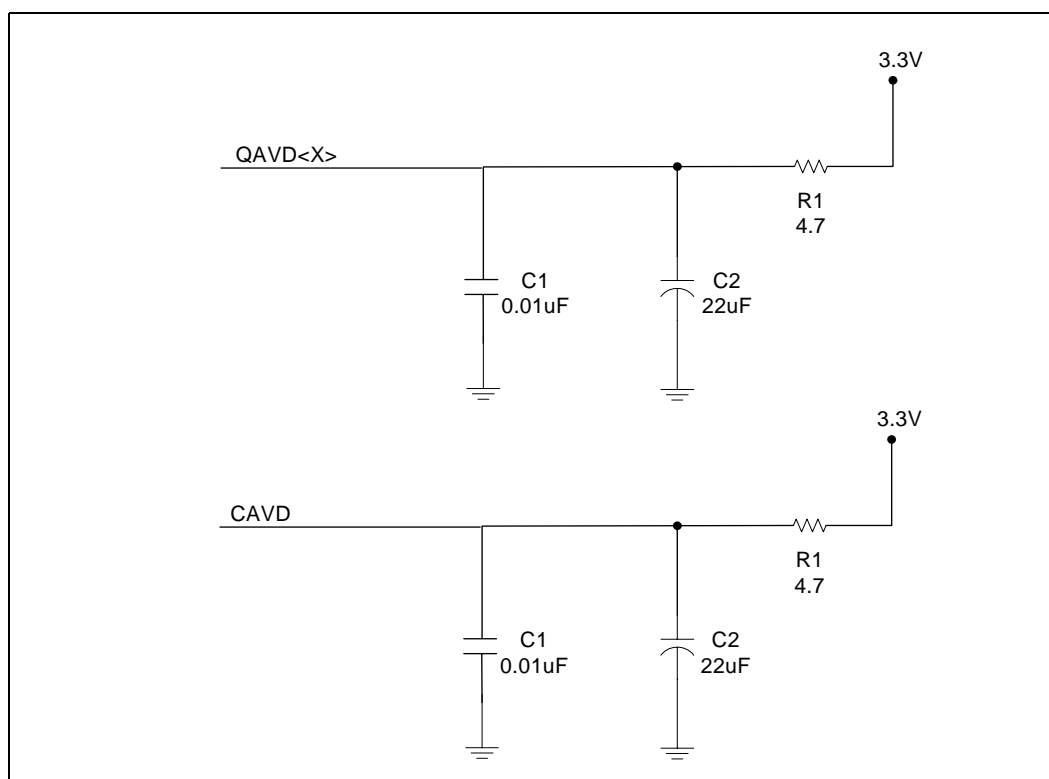 3.3V
QAVD<X>
R1
4.7
C1
0.01uF
C2
22uF
3.3V
CAVD
R1
4.7
C1
0.01uF
C2
22uF